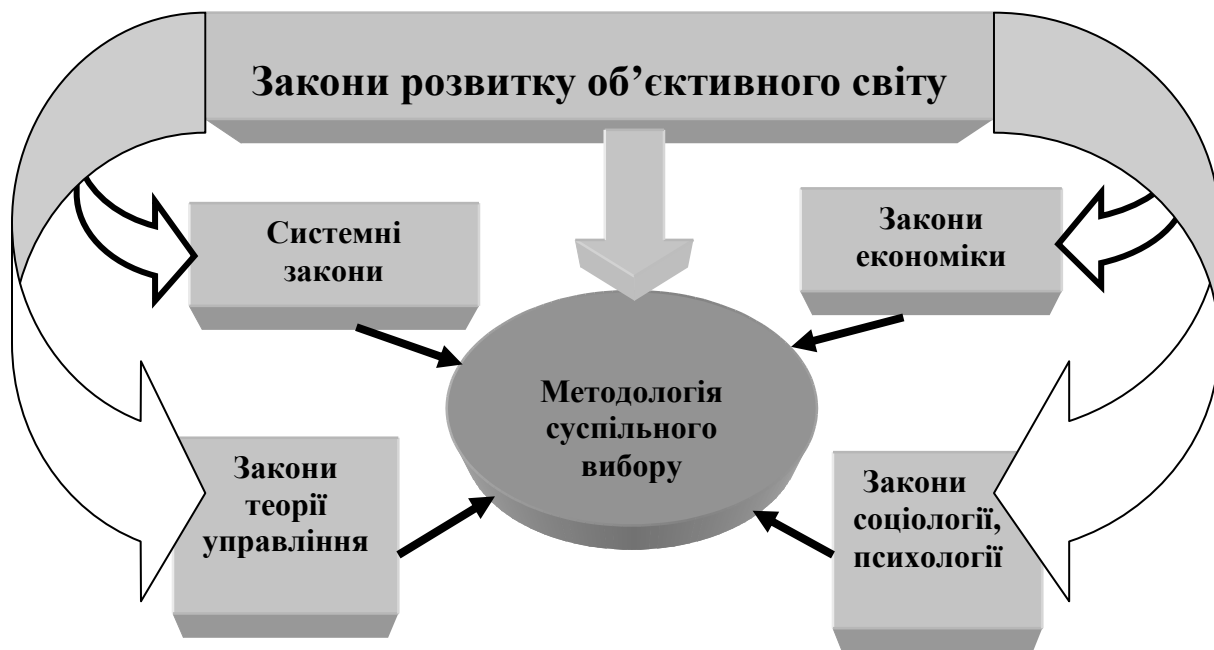 Закони розвитку об’єктивного світу
Системні
закони
Закони
економіки
Методологія
суспільного
вибору
Закони
теорії
управління
Закони
соціології,
психології